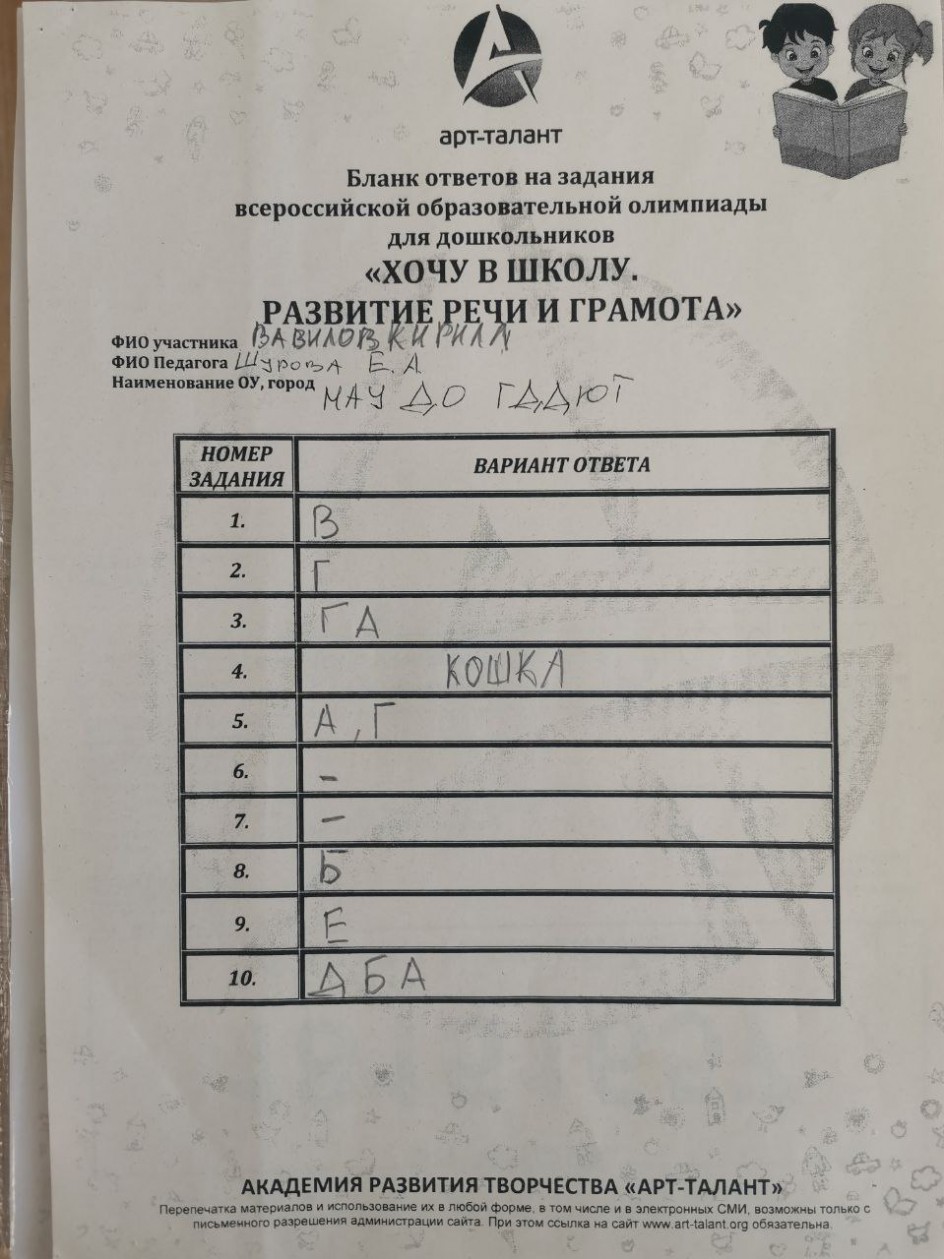 арт-талант
Бланк ответов на задания
всероссийской образовательной олимпиады
для дошкольников
«ХОЧУ В ШКОЛУ.
РАЗВИТИЕ РЕЧИ И ГРАМОТА»
ФИО участника ВАВИЛОВ КИРИЛЛ
ФИО Педагога Шурова Е.А
Наименование ОУ, город МАУ ДО ГДДЮТ
НОМЕР ЗАДАНИЯ ВАРИАНТ ОТВЕТА
1. В
2. Г
3. ГА
4. КОШКА
5. А, Г
6. -
7. -
8. Б
9. Е
10. ДБА
АКАДЕМИЯ РАЗВИТИЯ ТВОРЧЕСТВА «АРТ-ТАЛАНТ»
Перепечатка материалов и использование их в любой форме, в том числе и в электронных СМИ, возможны только с
письменного разрешения администрации сайта. При этом ссылка на сайт www.art-talant.org обязательна.